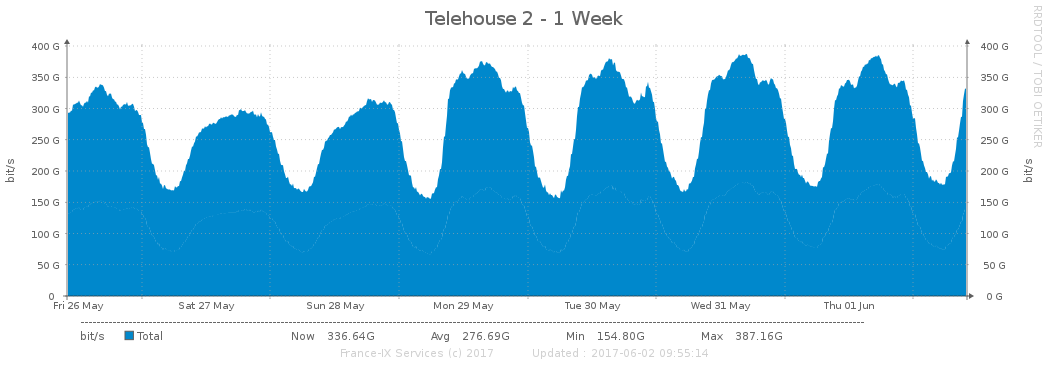 Telehouse 2 - 1 Week
RRDTOOL / TOBI OETIKER
400 G 400 G
350 G 350 G
300 G 300 G
250 G 250 G
200 G 200 G
150 G 150 G
100 G 100 G
50 G 50 G
0 0 G
bit/s bit/s
Fri 26 May Sat 27 May Sun 28 May Mon 29 May Tue 30 May Wed 31 May Thu 01 Jun
bit/s Total Now 336.64G Avg 276.69G Min 154.80G Max 387.16G
France-IX Services (c) 2017 Updated : 2017-06-02 09:55:14